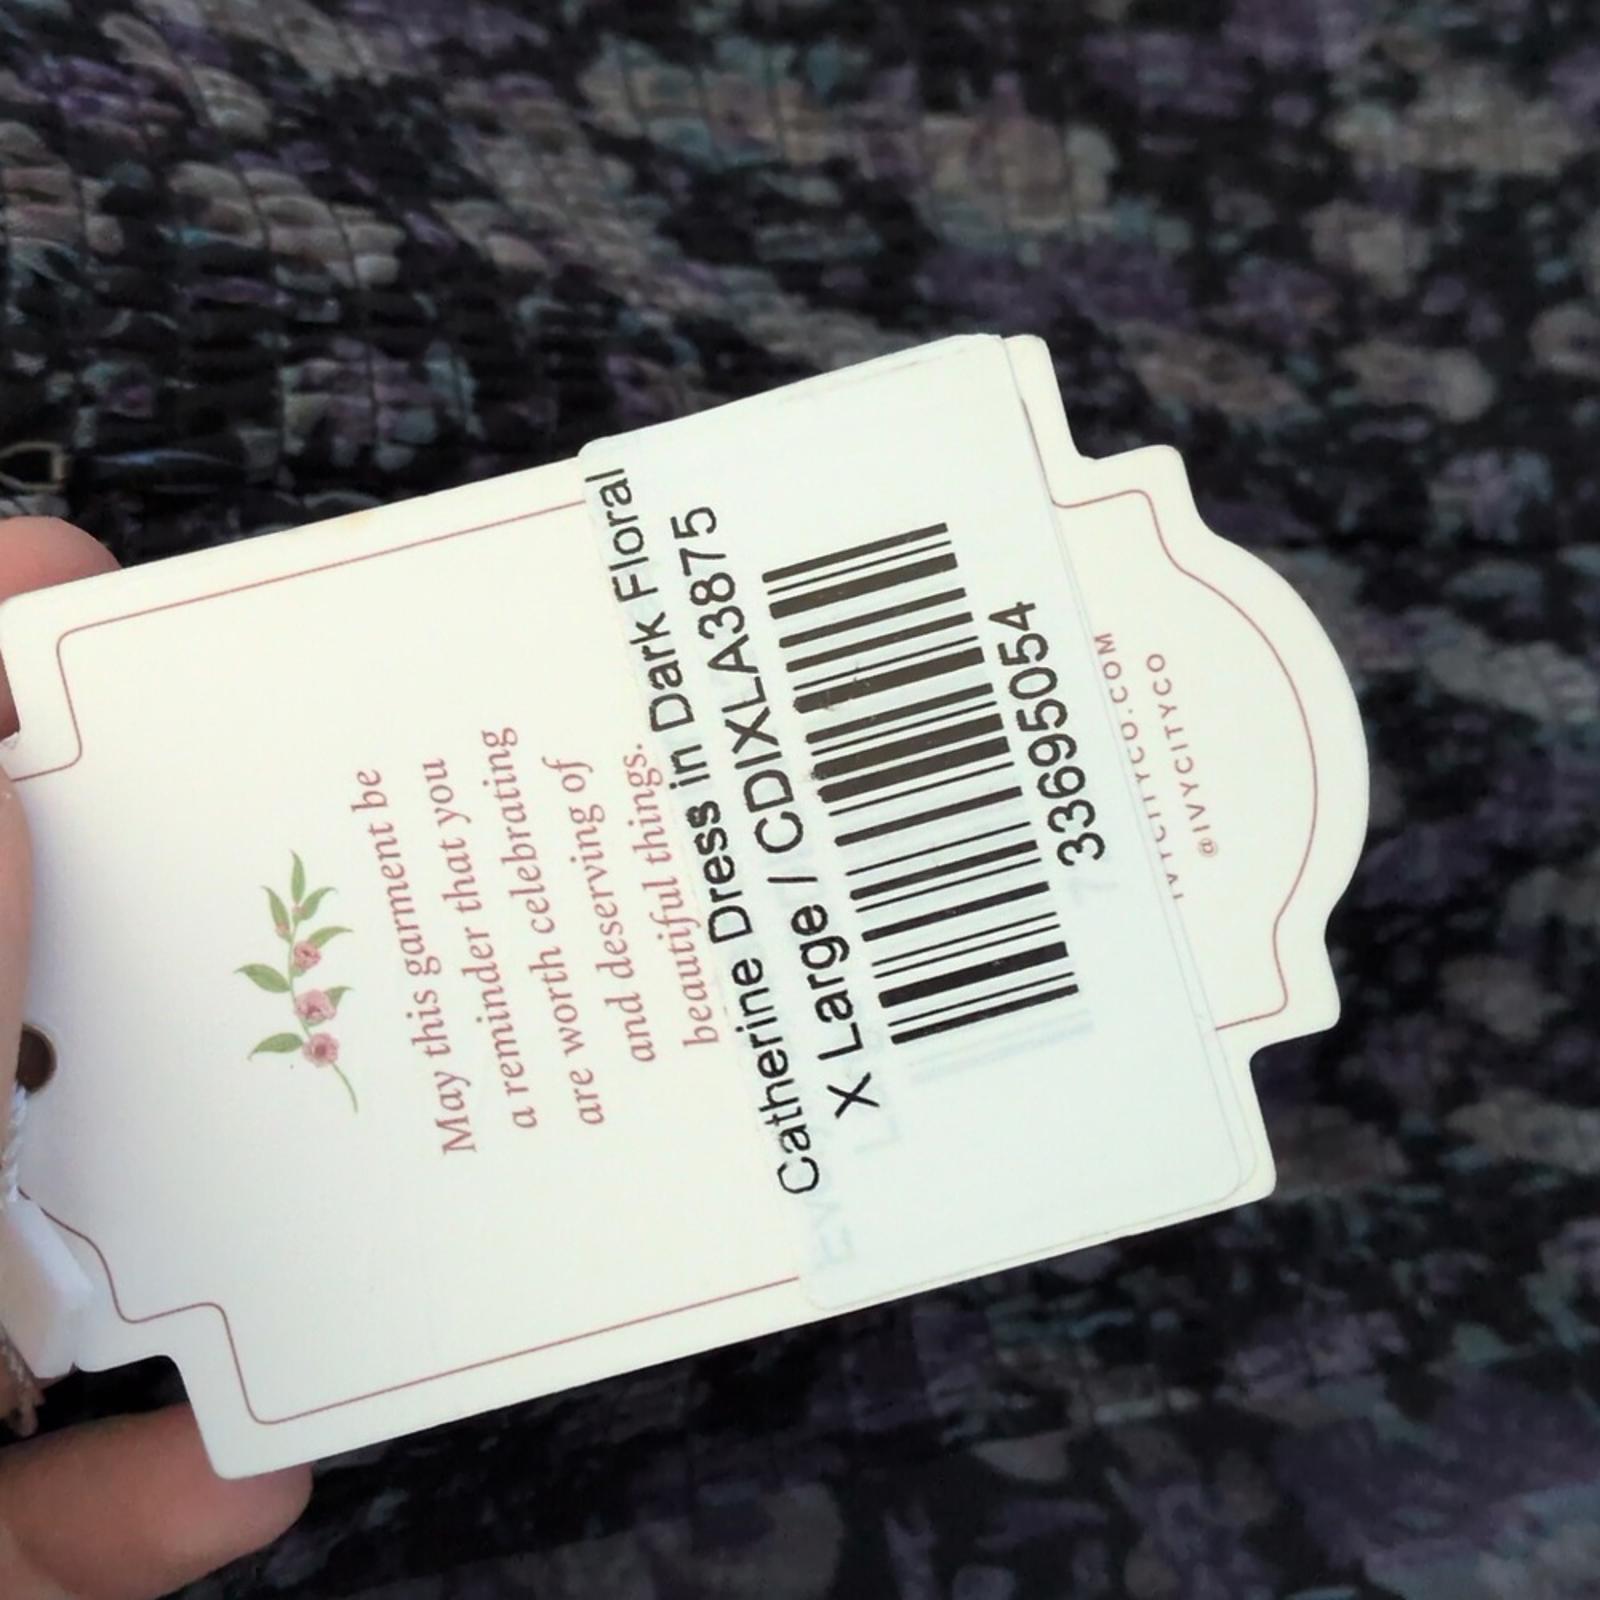 May this garment be
a reminder that you
are worth celebrating
and deserving of
beautiful things.
Catherine Dress in Dark Floral
X Large / CDIXLA3875
33695054
IVYCITYCO.COM
@IVYCITYCO